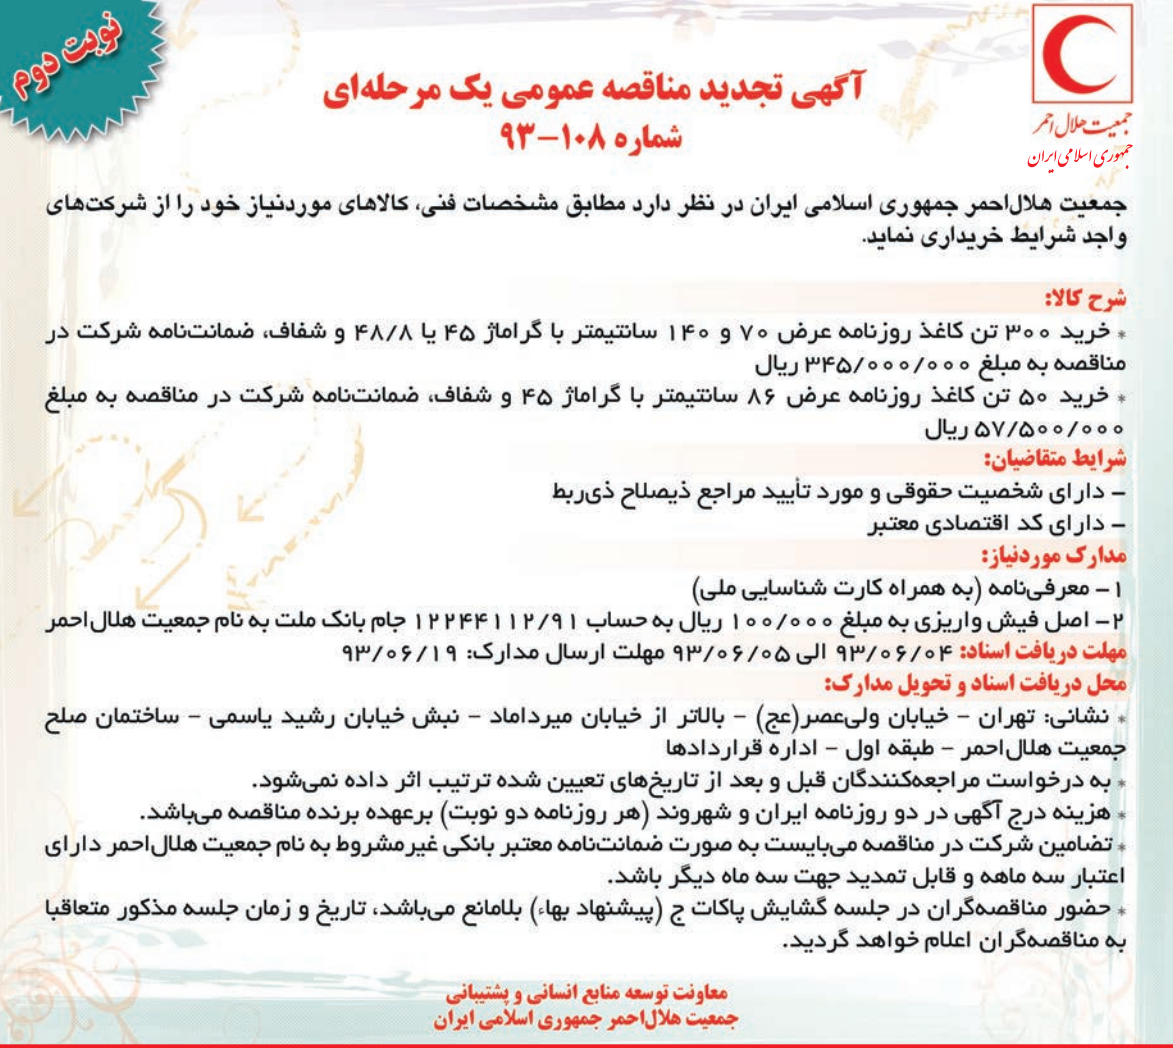 نوبت دوم
جمعیت هلال احمر
جمهوری اسلامی ایران
آگهی تجدید مناقصه عمومی یک مرحله‌ای
شماره ۱۰۸-۹۳
جمعیت هلال‌احمر جمهوری اسلامی ایران در نظر دارد مطابق مشخصات فنی، کالاهای موردنیاز خود را از شرکت‌های
واجد شرایط خریداری نماید.
شرح کالا:
* خرید ۳۰۰ تن کاغذ روزنامه عرض ۷۰ و ۱۴۰ سانتیمتر با گراماژ ۴۵ یا ۴۸/۸ و شفاف، ضمانت‌نامه شرکت در
مناقصه به مبلغ ۳۴۵/۰۰۰/۰۰۰ ریال
* خرید ۵۰ تن کاغذ روزنامه عرض ۸۶ سانتیمتر با گراماژ ۴۵ و شفاف، ضمانت‌نامه شرکت در مناقصه به مبلغ
۵۷/۵۰۰/۰۰۰ ریال
شرایط متقاضیان:
– دارای شخصیت حقوقی و مورد تأیید مراجع ذیصلاح ذی‌ربط
– دارای کد اقتصادی معتبر
مدارک موردنیاز:
۱– معرفی‌نامه (به همراه کارت شناسایی ملی)
۲– اصل فیش واریزی به مبلغ ۱۰۰/۰۰۰ ریال به حساب ۱۲۲۴۴۱۱۲/۹۱ جام بانک ملت به نام جمعیت هلال‌احمر
مهلت دریافت اسناد: ۹۳/۰۶/۰۴ الی ۹۳/۰۶/۰۵ مهلت ارسال مدارک: ۹۳/۰۶/۱۹
محل دریافت اسناد و تحویل مدارک:
* نشانی: تهران – خیابان ولی‌عصر(عج) – بالاتر از خیابان میرداماد – نبش خیابان رشید یاسمی – ساختمان صلح
جمعیت هلال‌احمر – طبقه اول – اداره قراردادها
* به درخواست مراجعه‌کنندگان قبل و بعد از تاریخ‌های تعیین شده ترتیب اثر داده نمی‌شود.
* هزینه درج آگهی در دو روزنامه ایران و شهروند (هر روزنامه دو نوبت) برعهده برنده مناقصه می‌باشد.
* تضامین شرکت در مناقصه می‌بایست به صورت ضمانت‌نامه معتبر بانکی غیرمشروط به نام جمعیت هلال‌احمر دارای
اعتبار سه ماهه و قابل تمدید جهت سه ماه دیگر باشد.
* حضور مناقصه‌گران در جلسه گشایش پاکات ج (پیشنهاد بهاء) بلامانع می‌باشد، تاریخ و زمان جلسه مذکور متعاقبا
به مناقصه‌گران اعلام خواهد گردید.
معاونت توسعه منابع انسانی و پشتیبانی
جمعیت هلال‌احمر جمهوری اسلامی ایران